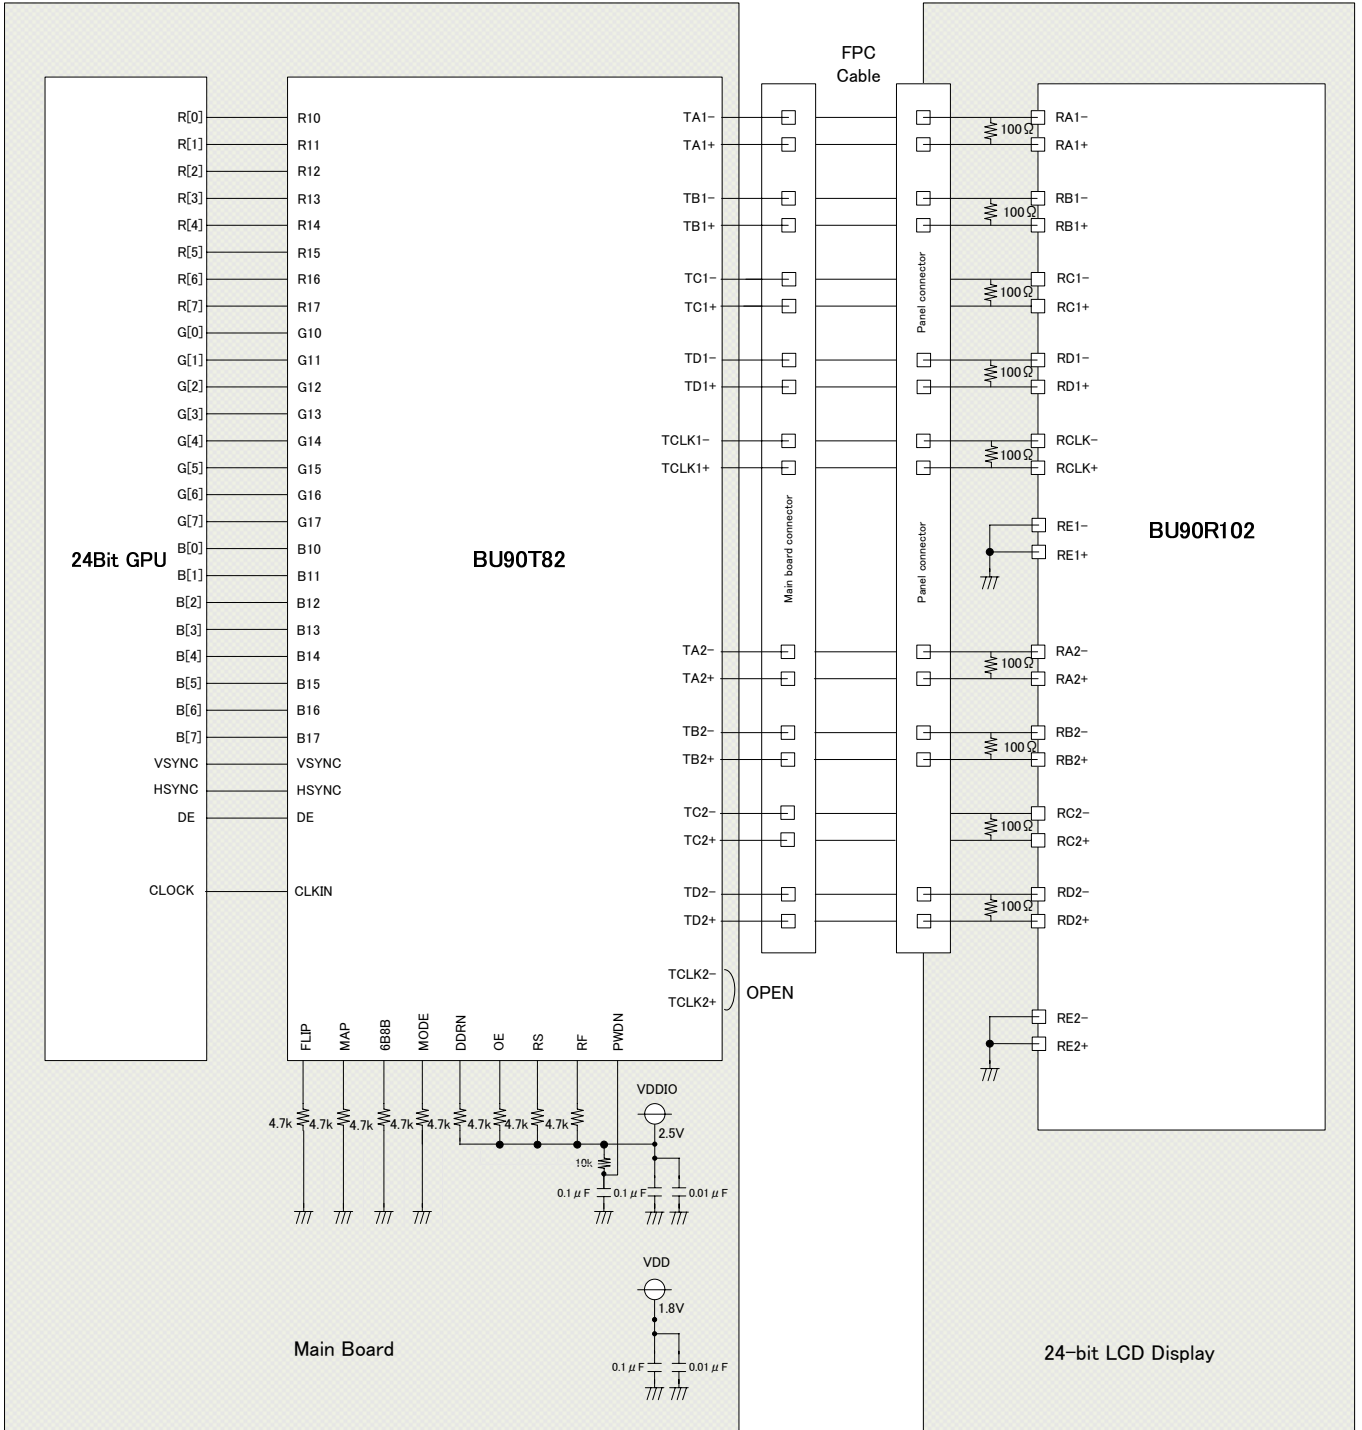 FPC
Cable
R[0]
R[1]
R[2]
R[3]
R[4]
R[5]
R[6]
R[7]
G[0]
G[1]
G[2]
G[3]
G[4]
G[5]
G[6]
G[7]
B[0]
B[1]
B[2]
B[3]
B[4]
B[5]
B[6]
B[7]
VSYNC
HSYNC
DE
CLOCK
24Bit GPU
R10
R11
R12
R13
R14
R15
R16
R17
G10
G11
G12
G13
G14
G15
G16
G17
B10
B11
B12
B13
B14
B15
B16
B17
VSYNC
HSYNC
DE
CLKIN
BU90T82
TA1-
TA1+
TB1-
TB1+
TC1-
TC1+
TD1-
TD1+
TCLK1-
TCLK1+
TA2-
TA2+
TB2-
TB2+
TC2-
TC2+
TD2-
TD2+
TCLK2-
TCLK2+
OPEN
FLIP
MAP
6B8B
MODE
DDRN
OE
RS
RF
PWDN
Main board connector
Panel connector
Panel connector
100Ω
100Ω
100Ω
100Ω
100Ω
100Ω
100Ω
100Ω
100Ω
RA1-
RA1+
RB1-
RB1+
RC1-
RC1+
RD1-
RD1+
RCLK-
RCLK+
RE1-
RE1+
RA2-
RA2+
RB2-
RB2+
RC2-
RC2+
RD2-
RD2+
RE2-
RE2+
BU90R102
4.7k
4.7k
4.7k
4.7k
4.7k
4.7k
4.7k
4.7k
VDDIO
2.5V
10k
0.1μF
0.1μF
0.01μF
VDD
1.8V
0.1μF
0.01μF
Main Board
24-bit LCD Display